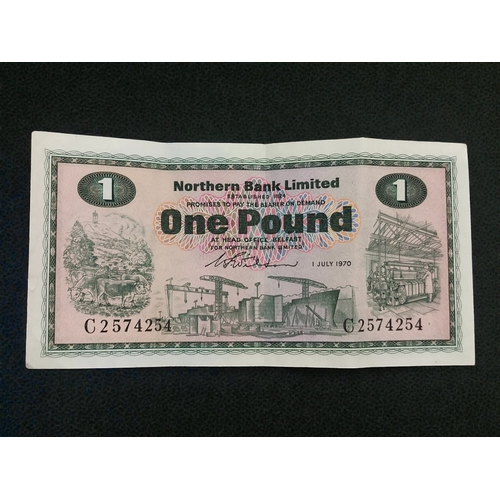 1
1
Northern Bank Limited
ESTABLISHED 1824
PROMISES TO PAY THE BEARER ON DEMAND
One Pound
AT HEAD OFFICE BELFAST
FOR NORTHERN BANK LIMITED
1 JULY 1970
C2574254
C2574254